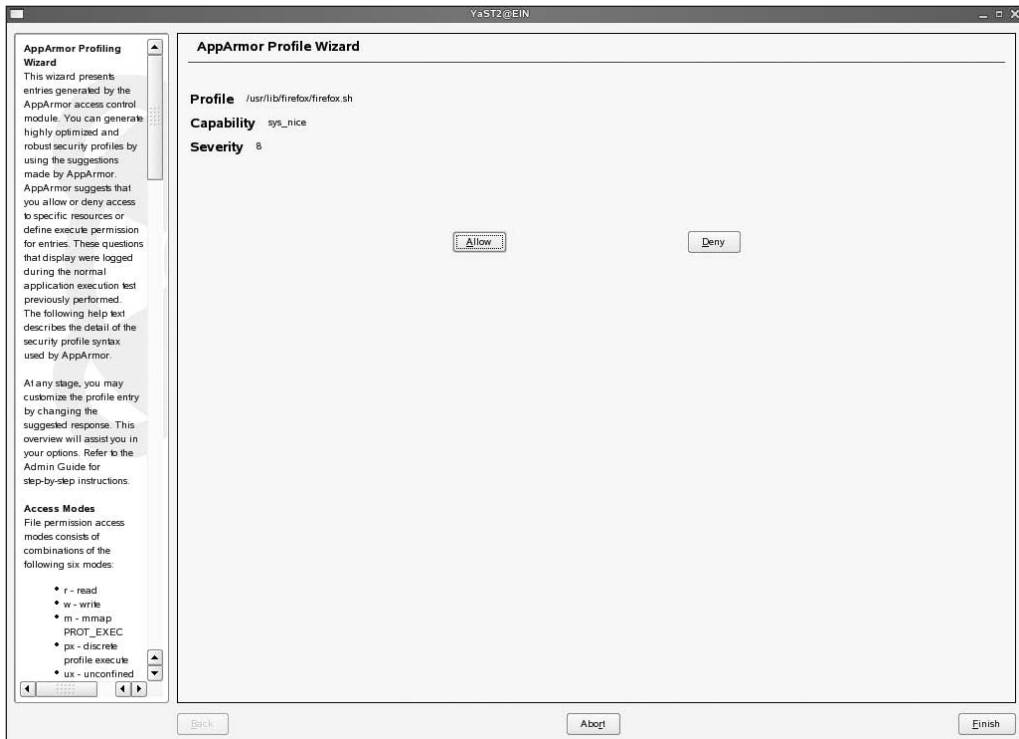 YaST2@EIN
AppArmor Profiling
Wizard
This wizard presents
entries generated by the
AppArmor access control
module. You can generate
highly optimized and
robust security profiles by
using the suggestions
made by AppArmor.
AppArmor suggests that
you allow or deny access
to specific resources or
define execute permission
for entries. These questions
that display were logged
during the normal
application execution test
previously performed.
The following help text
describes the detail of the
security profile syntax
used by AppArmor.
At any stage, you may
customize the profile entry
by changing the
suggested response. This
overview will assist you in
your options. Refer to the
Admin Guide for
step-by-step instructions.
Access Modes
File permission access
modes consists of
combinations of the
following six modes:
• r - read
• w - write
• m - mmap
PROT_EXEC
• px - discrete
profile execute
• ux - unconfined
AppArmor Profile Wizard
Profile /usr/lib/firefox/firefox.sh
Capability sys_nice
Severity 8
Allow Deny
Back Abort Finish